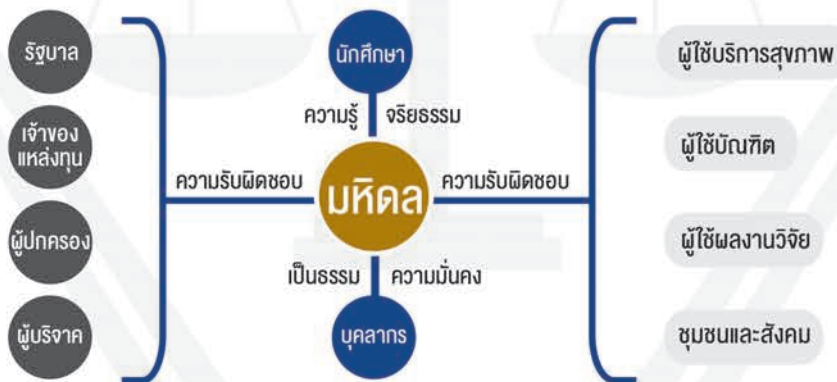 รัฐบาล
เจ้าของ
แหล่งทุน
ผู้ปกครอง
ผู้บริจาค
ความรับผิดชอบ
นักศึกษา
ความรู้ จริยธรรม
มหิดล
เป็นธรรม ความมั่นคง
บุคลากร
ความรับผิดชอบ
ผู้ใช้บริการสุขภาพ
ผู้ใช้บัณฑิต
ผู้ใช้ผลงานวิจัย
ชุมชนและสังคม